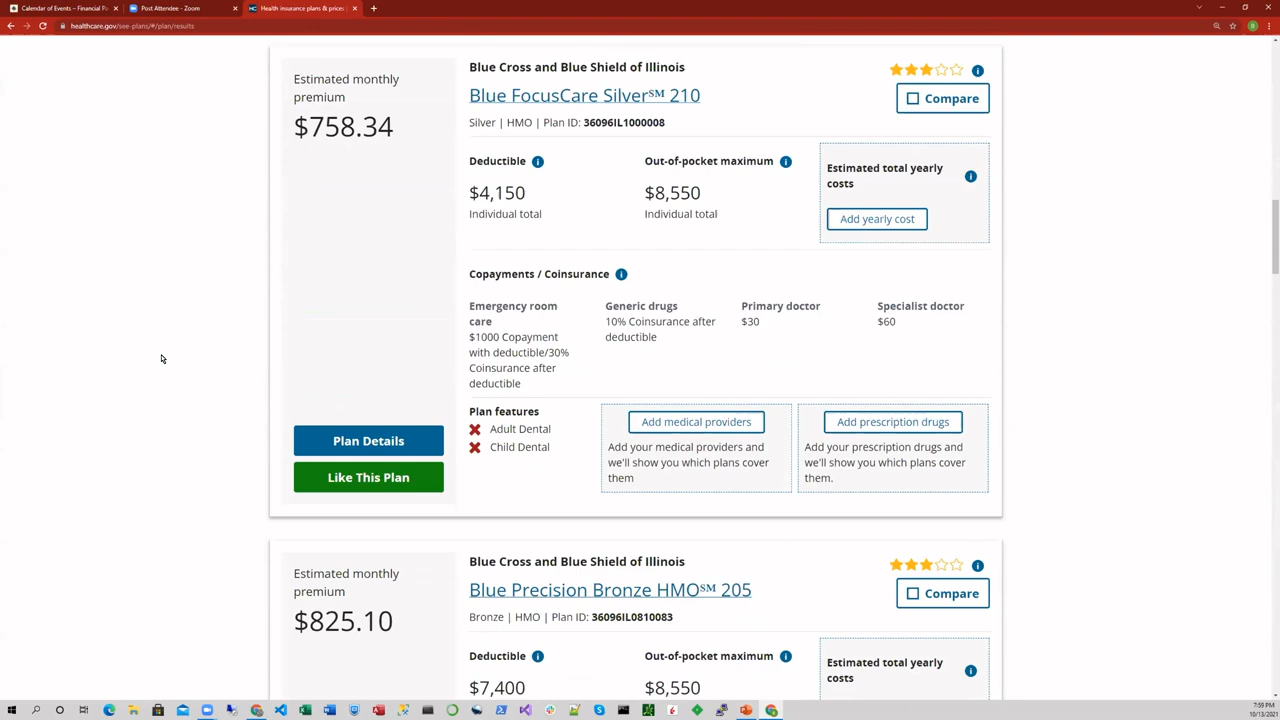 Calendar of Events – Financial Pa
Post Attendee - Zoom
Health insurance plans & prices
healthcare.gov/see-plans/#/plan/results
Estimated monthly
premium
$758.34
Plan Details
Like This Plan
Blue Cross and Blue Shield of Illinois
Blue FocusCare Silver℠ 210
Compare
Silver | HMO | Plan ID: 36096IL1000008
Deductible
$4,150
Individual total
Out-of-pocket maximum
$8,550
Individual total
Estimated total yearly
costs
Add yearly cost
Copayments / Coinsurance
Emergency room
care
$1000 Copayment
with deductible/30%
Coinsurance after
deductible
Generic drugs
10% Coinsurance after
deductible
Primary doctor
$30
Specialist doctor
$60
Plan features
Adult Dental
Child Dental
Add medical providers
Add your medical providers and
we'll show you which plans cover
them
Add prescription drugs
Add your prescription drugs and
we'll show you which plans cover
them.
Estimated monthly
premium
$825.10
Blue Cross and Blue Shield of Illinois
Blue Precision Bronze HMO℠ 205
Compare
Bronze | HMO | Plan ID: 36096IL0810083
Deductible
$7,400
Out-of-pocket maximum
$8,550
Estimated total yearly
costs
7:59 PM
10/13/2021